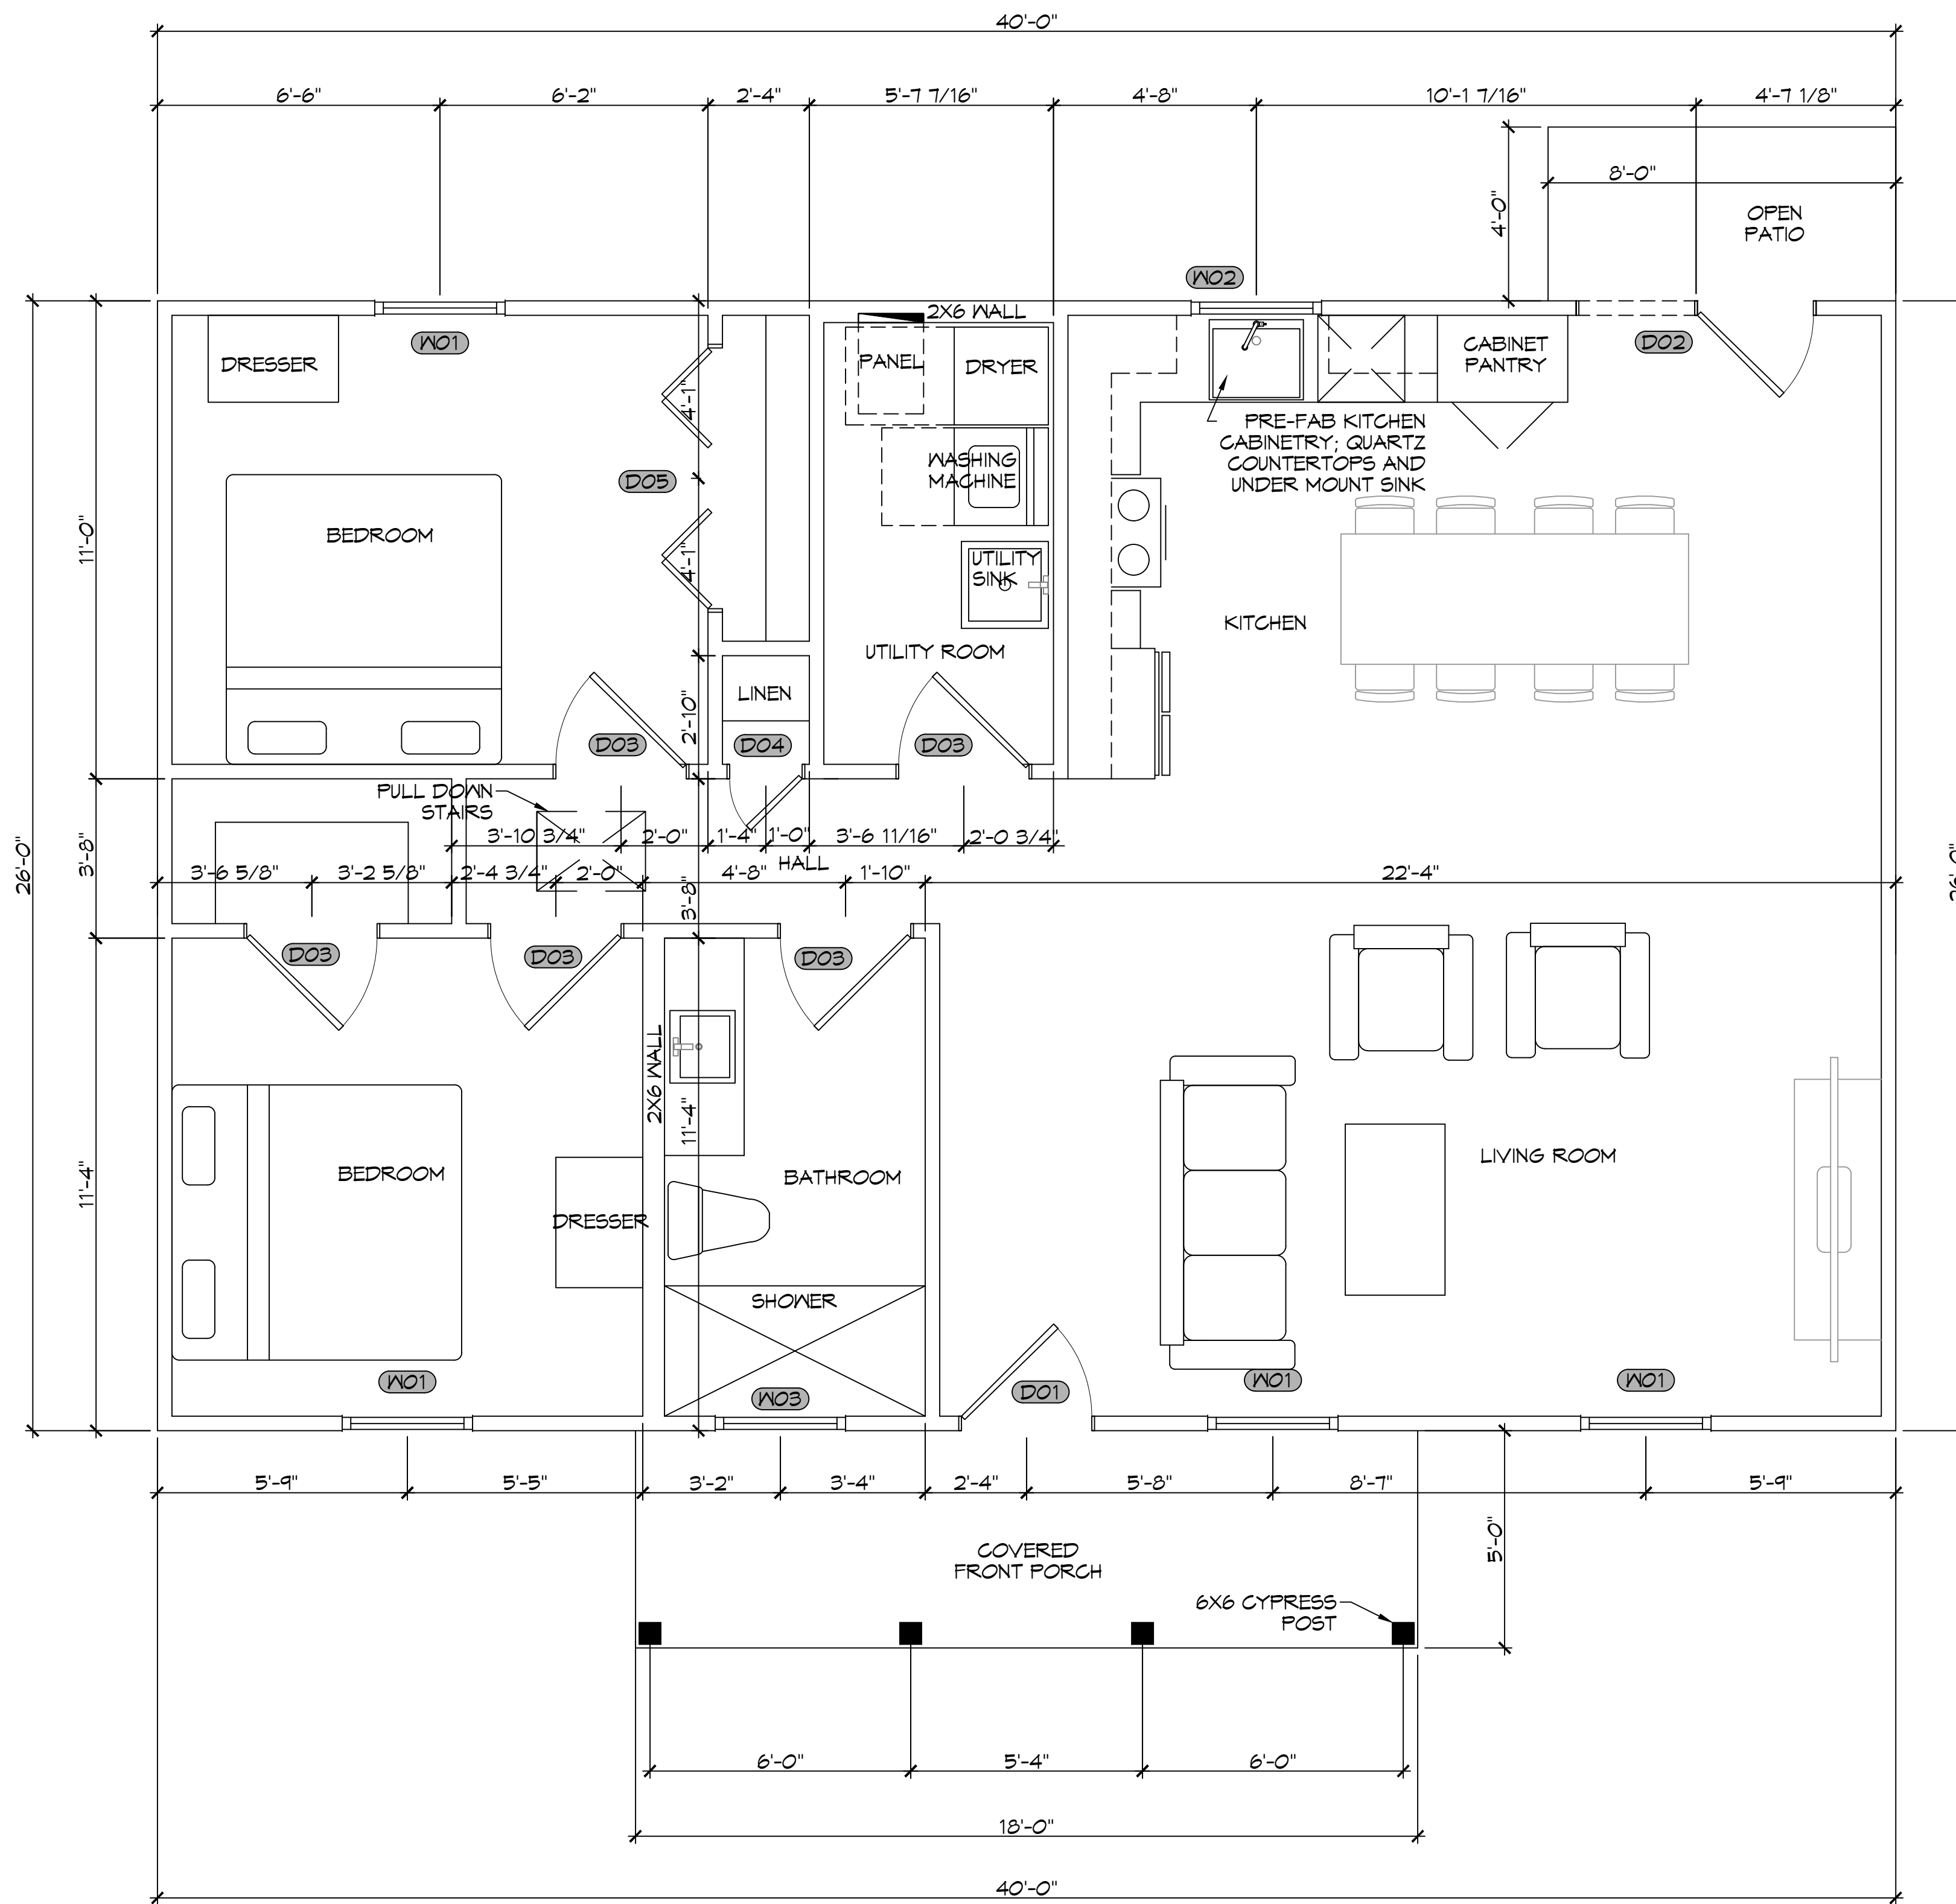 40'-0"
6'-6"
6'-2"
2'-4"
5'-7 7/16"
4'-8"
10'-1 7/16"
4'-7 1/8"
8'-0"
4'-0"
OPEN
PATIO
W02
2X6 WALL
W01
D02
DRESSER
PANEL
DRYER
CABINET
PANTRY
4'-1"
PRE-FAB KITCHEN
CABINETRY; QUARTZ
COUNTERTOPS AND
UNDER MOUNT SINK
WASHING
MACHINE
D05
BEDROOM
11'-0"
4'-1"
UTILITY
SINK
KITCHEN
UTILITY ROOM
LINEN
2'-10"
D03
D04
D03
PULL DOWN
STAIRS
3'-10 3/4"
2'-0"
1'-4"
1'-0"
3'-6 11/16"
2'-0 3/4"
HALL
26'-0"
3'-8"
3'-6 5/8"
3'-2 5/8"
2'-4 3/4"
2'-0"
4'-8"
1'-10"
22'-4"
26'-0"
3'-8"
D03
D03
D03
2X6 WALL
11'-4"
LIVING ROOM
BEDROOM
BATHROOM
11'-4"
DRESSER
SHOWER
W01
W03
D01
W01
W01
5'-9"
5'-5"
3'-2"
3'-4"
2'-4"
5'-8"
8'-7"
5'-9"
5'-0"
COVERED
FRONT PORCH
6X6 CYPRESS
POST
6'-0"
5'-4"
6'-0"
18'-0"
40'-0"